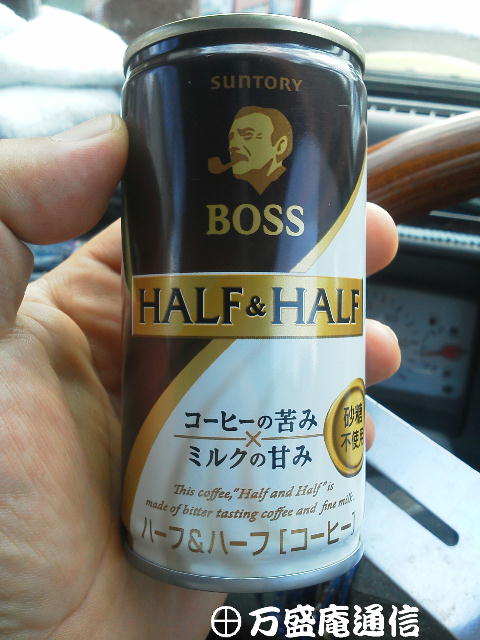 SUNTORY
BOSS
HALF & HALF
コーヒーの苦み
×
ミルクの甘み
砂糖
不使用
This coffee, "Half and Half" is
made of bitter tasting coffee and fine milk.
ハーフ&ハーフ [コーヒー]
万盛庵通信